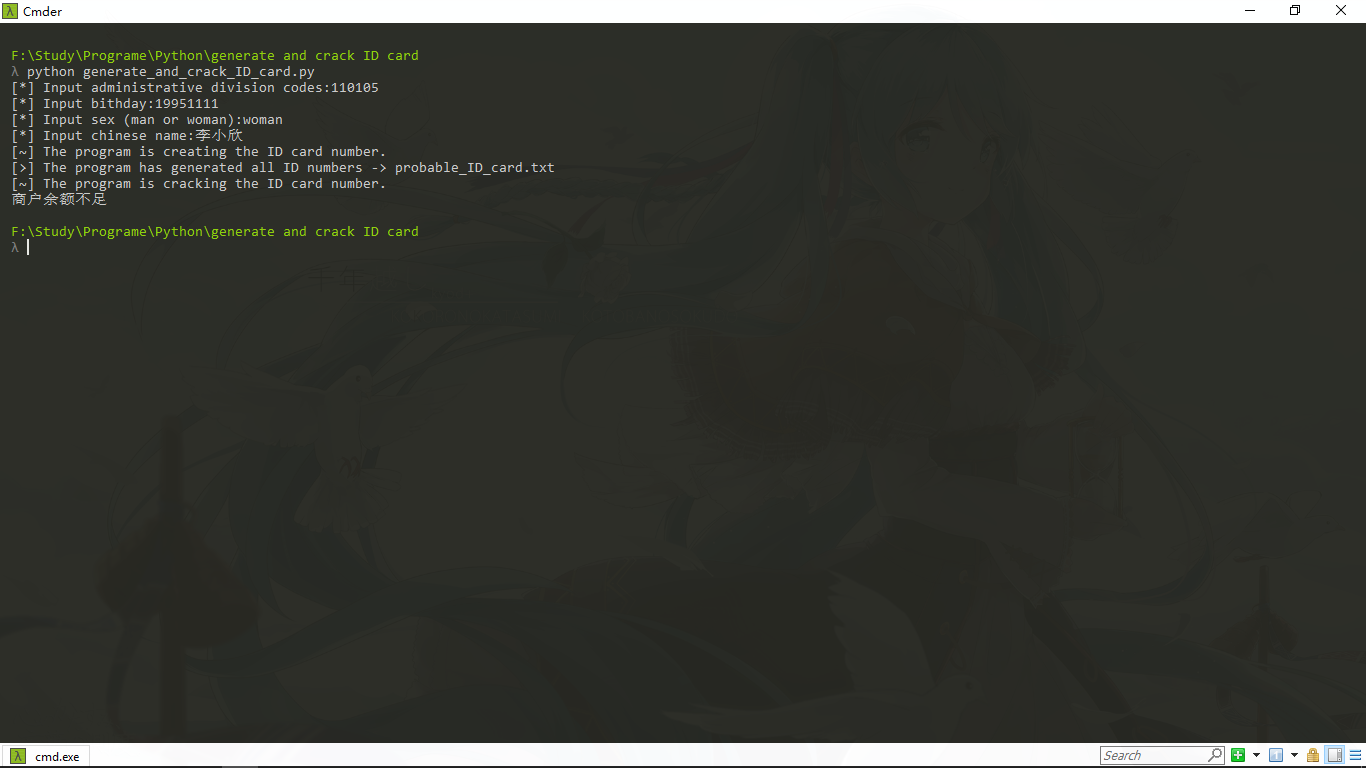 Cmder
F:\Study\Programe\Python\generate and crack ID card
λ python generate_and_crack_ID_card.py
[*] Input administrative division codes:110105
[*] Input bithday:19951111
[*] Input sex (man or woman):woman
[*] Input chinese name:李小欣
[~] The program is creating the ID card number.
[>] The program has generated all ID numbers -> probable_ID_card.txt
[~] The program is cracking the ID card number.
商户余额不足
F:\Study\Programe\Python\generate and crack ID card
λ
千年
cmd.exe
Search